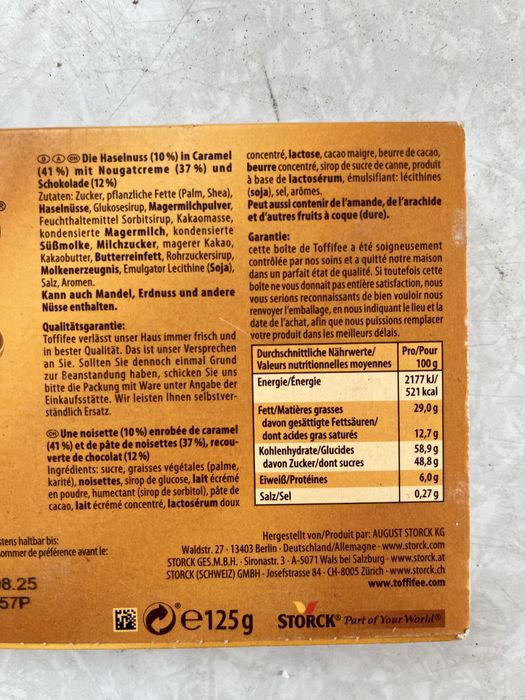 Ⓓ Ⓐ ⒸⒽ Die Haselnuss (10 %) in Caramel
(41 %) mit Nougatcreme (37 %) und
Schokolade (12 %)
Zutaten: Zucker, pflanzliche Fette (Palm, Shea),
Haselnüsse, Glukosesirup, Magermilchpulver,
Feuchthaltemittel Sorbitsirup, Kakaomasse,
kondensierte Magermilch, kondensierte
Süßmolke, Milchzucker, magerer Kakao,
Kakaobutter, Butterreinfett, Rohrzuckersirup,
Molkenerzeugnis, Emulgator Lecithine (Soja),
Salz, Aromen.
Kann auch Mandel, Erdnuss und andere
Nüsse enthalten.
Qualitätsgarantie:
Toffifee verlässt unser Haus immer frisch und
in bester Qualität. Das ist unser Versprechen
an Sie. Sollten Sie dennoch einmal Grund
zur Beanstandung haben, schicken Sie uns
bitte die Packung mit Ware unter Angabe der
Einkaufsstätte. Wir leisten Ihnen selbstver-
ständlich Ersatz.
ⒸⒽ Une noisette (10 %) enrobée de caramel
(41 %) et de pâte de noisettes (37 %), recou-
verte de chocolat (12 %)
Ingrédients: sucre, graisses végétales (palme,
karité), noisettes, sirop de glucose, lait écrémé
en poudre, humectant (sirop de sorbitol), pâte de
cacao, lait écrémé concentré, lactosérum doux
concentré, lactose, cacao maigre, beurre de cacao,
beurre concentré, sirop de sucre de canne, produit
à base de lactosérum, émulsifiant: lécithines
(soja), sel, arômes.
Peut aussi contenir de l'amande, de l'arachide
et d'autres fruits à coque (dure).
Garantie:
cette boîte de Toffifee a été soigneusement
contrôlée par nos soins et a quitté notre maison
dans un parfait état de qualité. Si toutefois cette
boîte ne vous donnait pas entière satisfaction, nous
vous serions reconnaissants de bien vouloir nous
renvoyer l'emballage, en nous indiquant le lieu et la
date de l'achat, afin que nous puissions remplacer
votre produit dans les meilleurs délais.
Durchschnittliche Nährwerte/ Pro/Pour
Valeurs nutritionnelles moyennes 100 g
Energie/Énergie 2177 kJ/
521 kcal
Fett/Matières grasses 29,0 g
davon gesättigte Fettsäuren/
dont acides gras saturés 12,7 g
Kohlenhydrate/Glucides 58,9 g
davon Zucker/dont sucres 48,8 g
Eiweiß/Protéines 6,0 g
Salz/Sel 0,27 g
stens haltbar bis:
ommer de préférence avant le:
8.25
57P
Hergestellt von/Produit par: AUGUST STORCK KG
Waldstr. 27 · 13403 Berlin · Deutschland/Allemagne · www.storck.com
STORCK GES.M.B.H. · Sironastr. 3 · A-5071 Wals bei Salzburg · www.storck.at
STORCK (SCHWEIZ) GMBH · Josefstrasse 84 · CH-8005 Zürich · www.storck.ch
www.toffifee.com
® ℮125g STORCK® Part of Your World®